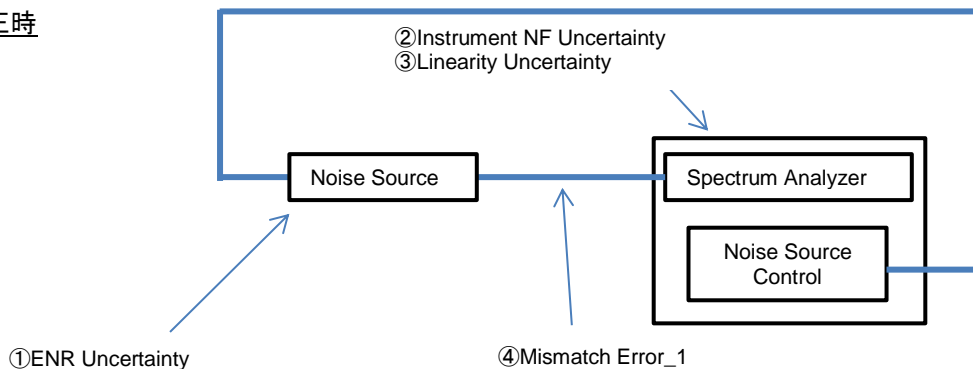 ②Instrument NF Uncertainty
③Linearity Uncertainty
Noise Source
Spectrum Analyzer
Noise Source
Control
①ENR Uncertainty
④Mismatch Error_1